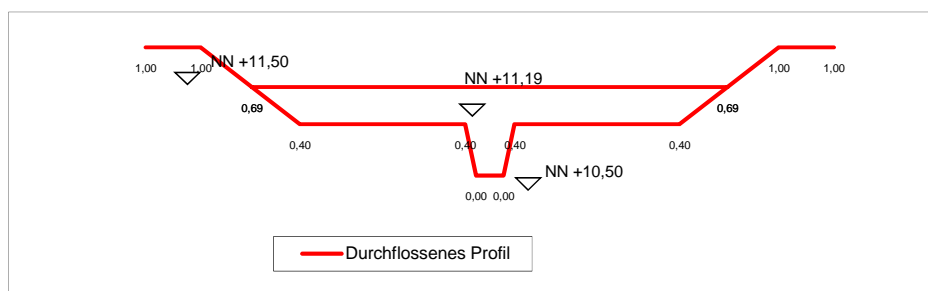 NN +11,50
NN +11,19
1,00 1,00 1,00 1,00
0,69 0,69
0,40 0,40 0,40 0,40
NN +10,50
0,00 0,00
Durchflossenes Profil